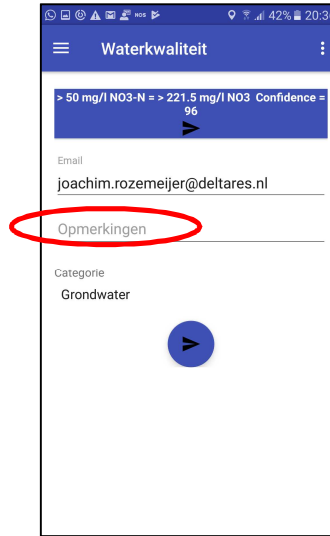 NOS 42% 20:3
Waterkwaliteit
> 50 mg/l NO3-N = > 221.5 mg/l NO3 Confidence =
96
Email
joachim.rozemeijer@deltares.nl
Opmerkingen
Categorie
Grondwater